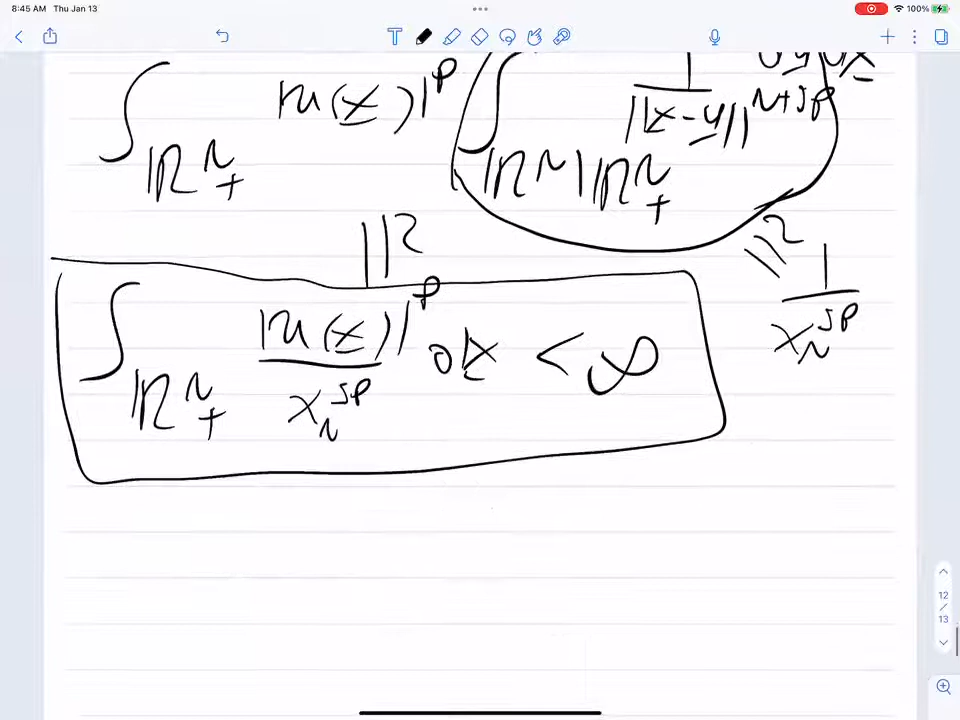 8:45 AM Thu Jan 13
100%
∫_{ℝ^N_+} |u(x)|^p ∫_{ℝ^N \ ℝ^N_+} 1/||x-y||^{N+sp} dy dx
≅ ≅ 1/x_N^{sp}
∫_{ℝ^N_+} |u(x)|^p / x_N^{sp} dx < ∞
12
/
13